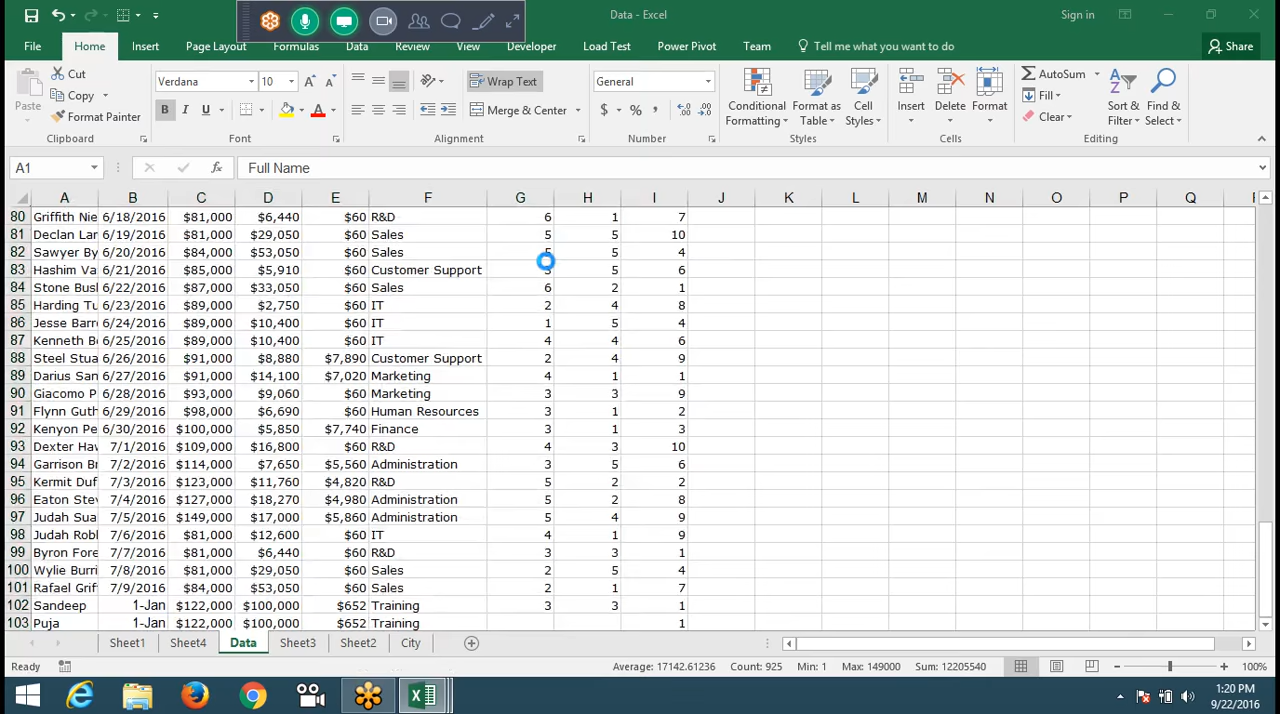 Data - Excel
Sign in
File Home Insert Page Layout Formulas Data Review View Developer Load Test Power Pivot Team Tell me what you want to do Share
Paste
Cut
Copy
Format Painter
Clipboard
Verdana 10
B I U
Font
Wrap Text
Merge & Center
Alignment
General
$ % ,
Number
Conditional Formatting
Format as Table
Cell Styles
Styles
Insert
Delete
Format
Cells
AutoSum
Fill
Clear
Sort & Filter
Find & Select
Editing
A1 fx Full Name
A B C D E F G H I J K L M N O P Q
80 Griffith Nie 6/18/2016 $81,000 $6,440 $60 R&D 6 1 7
81 Declan Lar 6/19/2016 $81,000 $29,050 $60 Sales 5 5 10
82 Sawyer By 6/20/2016 $84,000 $53,050 $60 Sales 5 5 4
83 Hashim Va 6/21/2016 $85,000 $5,910 $60 Customer Support 5 6
84 Stone Bus 6/22/2016 $87,000 $33,050 $60 Sales 6 2 1
85 Harding Tu 6/23/2016 $89,000 $2,750 $60 IT 2 4 8
86 Jesse Barr 6/24/2016 $89,000 $10,400 $60 IT 1 5 4
87 Kenneth B 6/25/2016 $89,000 $10,400 $60 IT 4 4 6
88 Steel Stua 6/26/2016 $91,000 $8,880 $7,890 Customer Support 2 4 9
89 Darius San 6/27/2016 $91,000 $14,100 $7,020 Marketing 4 1 1
90 Giacomo P 6/28/2016 $93,000 $9,060 $60 Marketing 3 3 9
91 Flynn Guth 6/29/2016 $98,000 $6,690 $60 Human Resources 3 1 2
92 Kenyon Pe 6/30/2016 $100,000 $5,850 $7,740 Finance 3 1 3
93 Dexter Hav 7/1/2016 $109,000 $16,800 $60 R&D 4 3 10
94 Garrison B 7/2/2016 $114,000 $7,650 $5,560 Administration 3 5 6
95 Kermit Duf 7/3/2016 $123,000 $11,760 $4,820 R&D 5 2 2
96 Eaton Stev 7/4/2016 $127,000 $18,270 $4,980 Administration 5 2 8
97 Judah Sua 7/5/2016 $149,000 $17,000 $5,860 Administration 5 4 9
98 Judah Robl 7/6/2016 $81,000 $12,600 $60 IT 4 1 9
99 Byron Fore 7/7/2016 $81,000 $6,440 $60 R&D 3 3 1
100 Wylie Burri 7/8/2016 $81,000 $29,050 $60 Sales 2 5 4
101 Rafael Grif 7/9/2016 $84,000 $53,050 $60 Sales 2 1 7
102 Sandeep 1-Jan $122,000 $100,000 $652 Training 3 3 1
103 Puja 1-Jan $122,000 $100,000 $652 Training 1
Sheet1 Sheet4 Data Sheet3 Sheet2 City
Ready Average: 17142.61236 Count: 925 Min: 1 Max: 149000 Sum: 12205540 100%
1:20 PM
9/22/2016